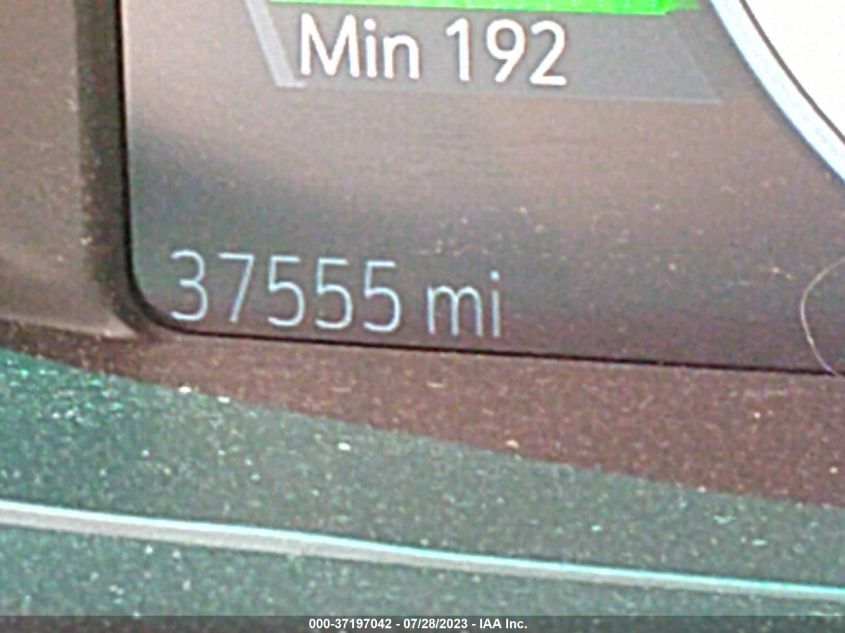 Min 192
37555 mi
000-37197042 - 07/28/2023 - IAA Inc.